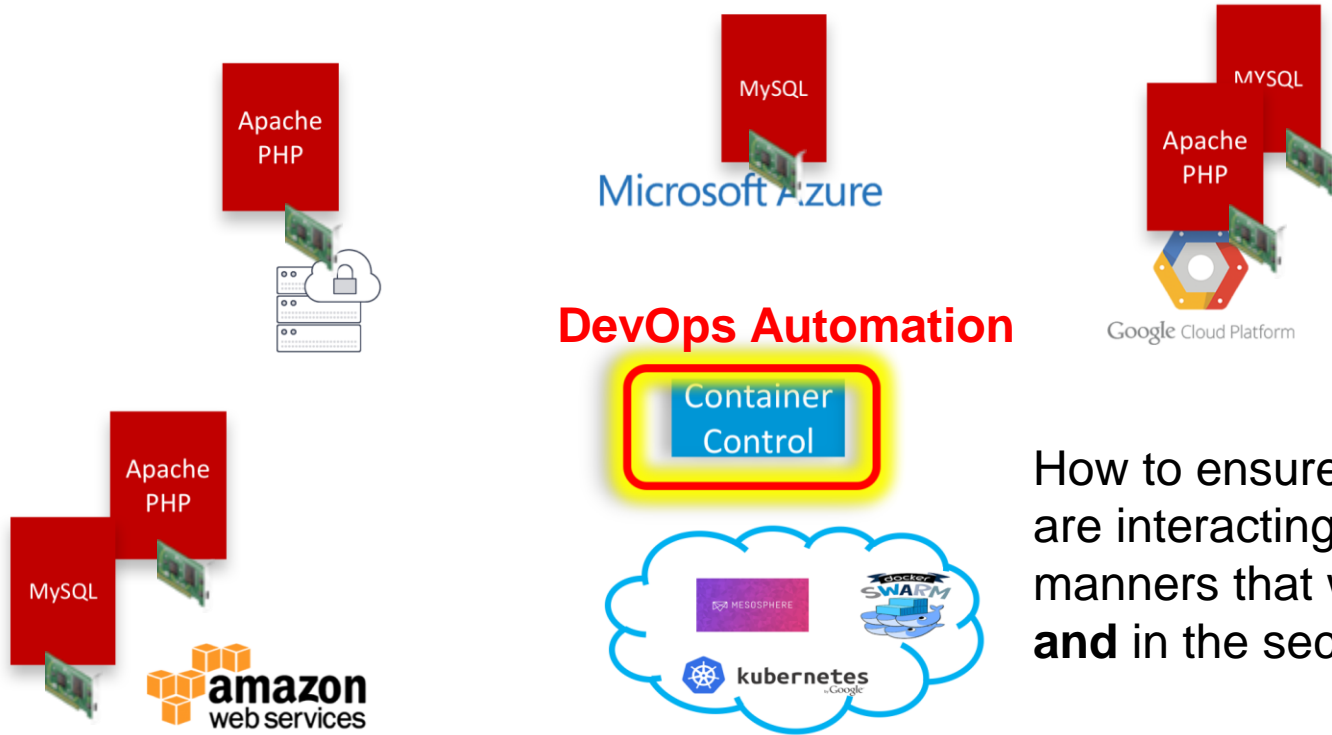 Apache
PHP
MySQL
Microsoft Azure
MYSQL
Apache
PHP
Google Cloud Platform
DevOps Automation
Container
Control
Apache
PHP
MySQL
amazon
web services
MESOSPHERE
docker
SWARM
kubernetes
by Google
How to ensure
are interacting
manners that
and in the sec